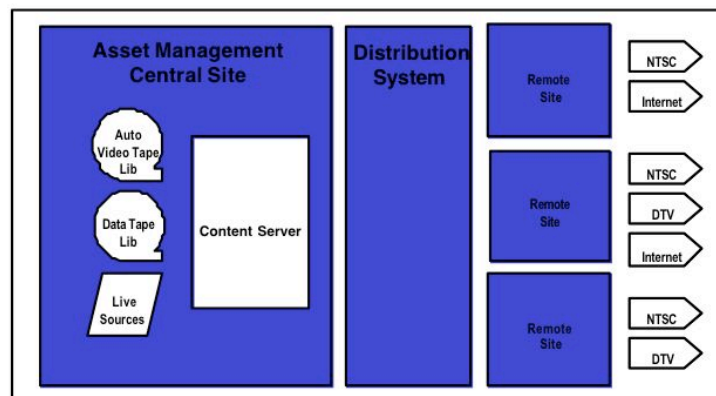 Asset Management
Central Site
Auto
Video Tape
Lib
Data Tape
Lib
Live
Sources
Content Server
Distribution
System
Remote
Site
NTSC
Internet
Remote
Site
NTSC
DTV
Internet
Remote
Site
NTSC
DTV